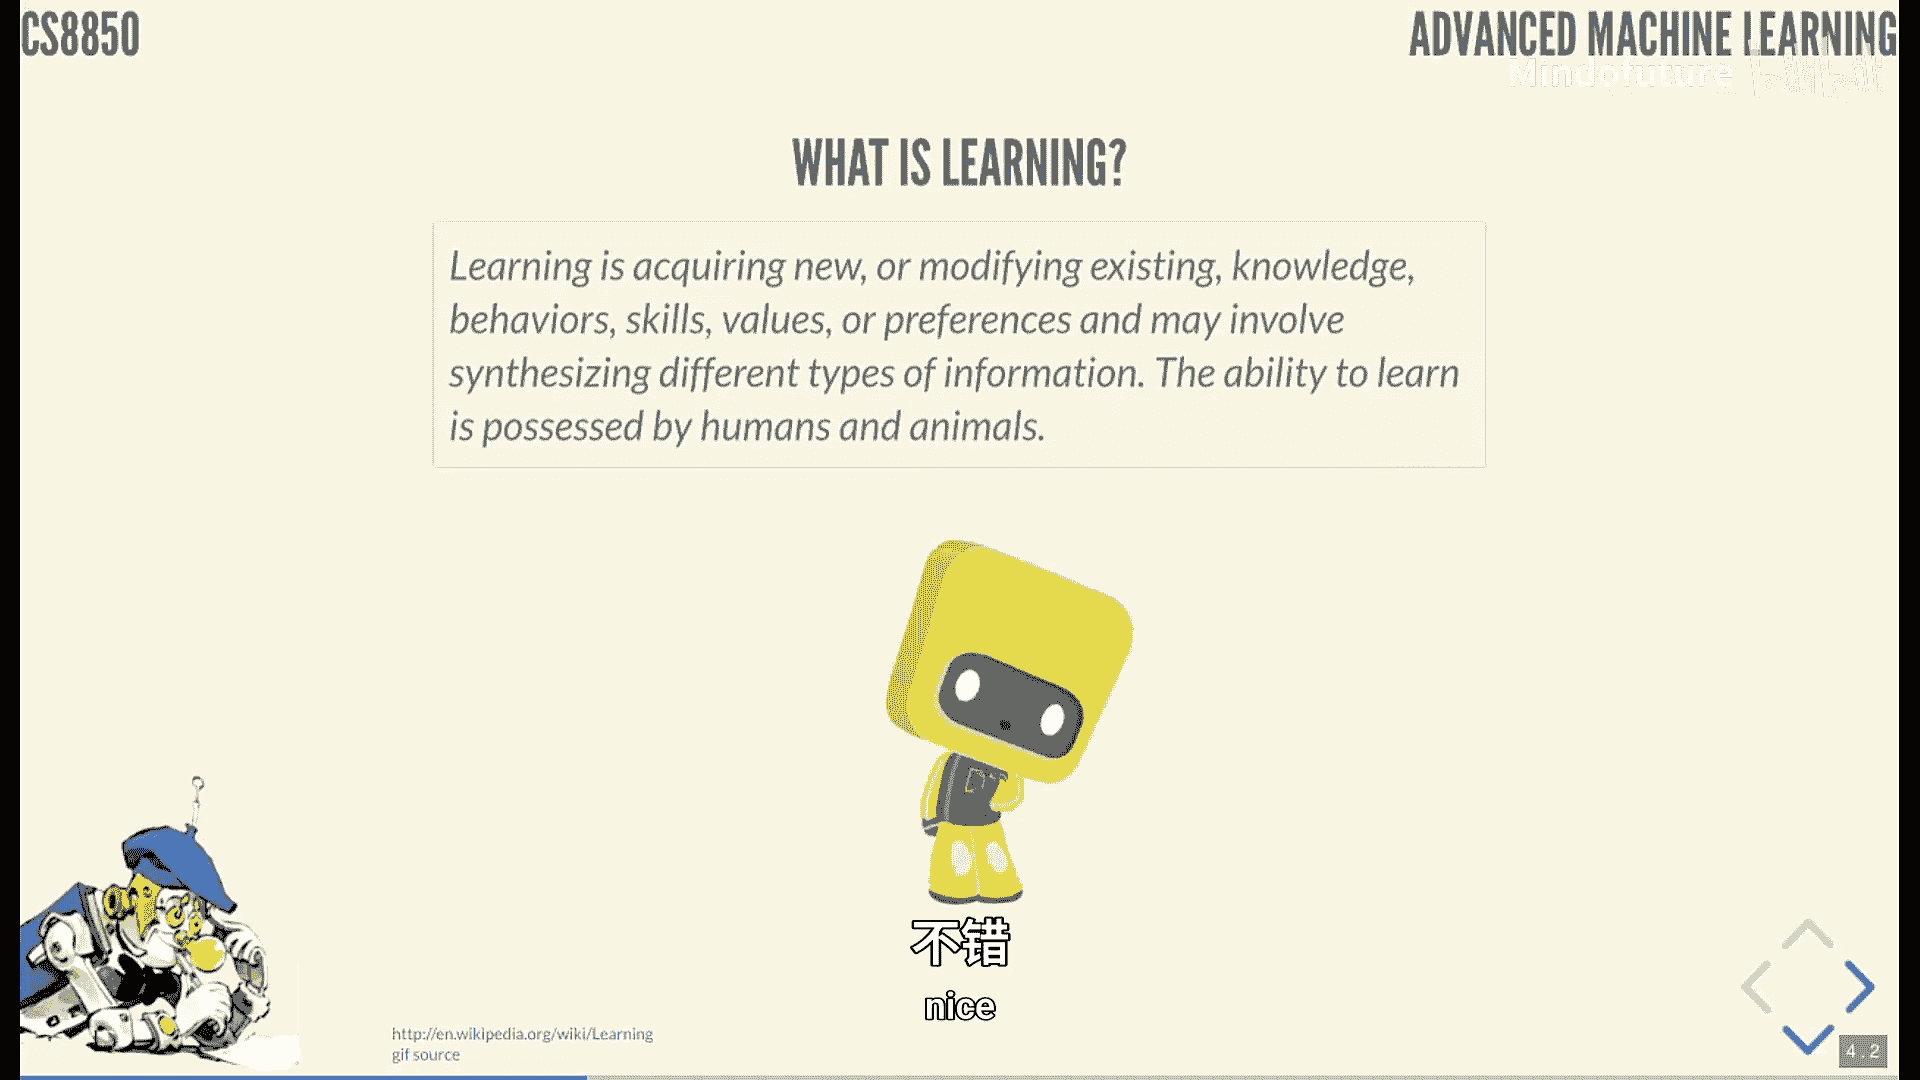 CS8850
ADVANCED MACHINE LEARNING
Mindofuture bilibili
WHAT IS LEARNING?
Learning is acquiring new, or modifying existing, knowledge,
behaviors, skills, values, or preferences and may involve
synthesizing different types of information. The ability to learn
is possessed by humans and animals.
不错
nice
http://en.wikipedia.org/wiki/Learning
gif source
4.2